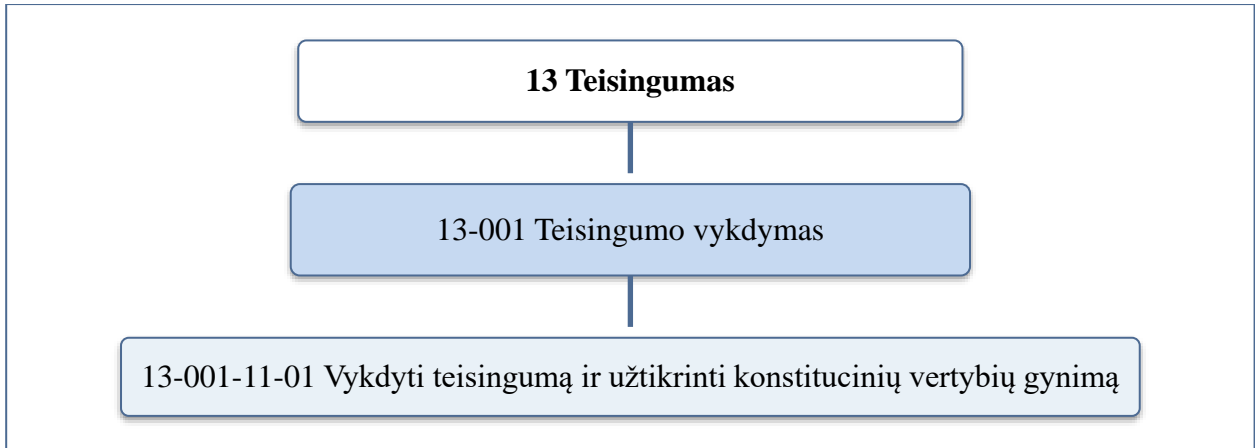 13 Teisingumas
13-001 Teisingumo vykdymas
13-001-11-01 Vykdyti teisingumą ir užtikrinti konstitucinių vertybių gynimą